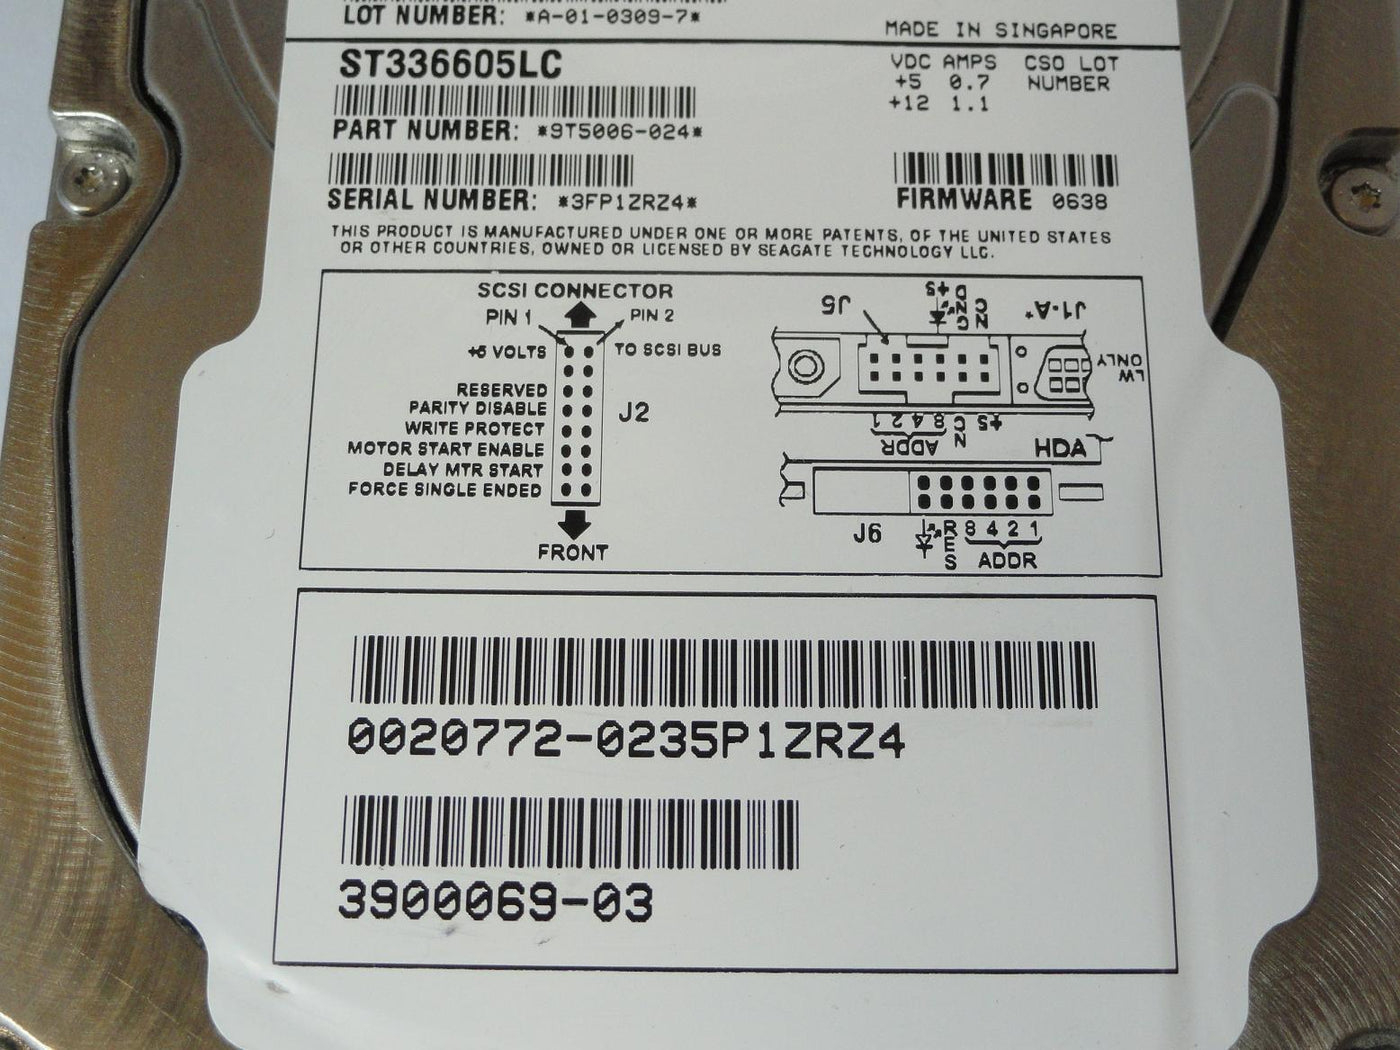 LOT NUMBER: *A-01-0309-7*
MADE IN SINGAPORE
ST336605LC
VDC AMPS CSO LOT
+5 0.7 NUMBER
+12 1.1
PART NUMBER: *9T5006-024*
SERIAL NUMBER: *3FP1ZRZ4*
FIRMWARE 0638
THIS PRODUCT IS MANUFACTURED UNDER ONE OR MORE PATENTS, OF THE UNITED STATES
OR OTHER COUNTRIES, OWNED OR LICENSED BY SEAGATE TECHNOLOGY LLC.
SCSI CONNECTOR
PIN 1 PIN 2
+5 VOLTS TO SCSI BUS
RESERVED
PARITY DISABLE
J2
WRITE PROTECT
MOTOR START ENABLE
DELAY MTR START
FORCE SINGLE ENDED
FRONT
J5
D +5
NC
NC
J1-A*
LW
ONLY
1 2 4 8 NC +5
ADDR
HDA
J6
RES
8 4 2 1
ADDR
0020772-0235P1ZRZ4
3900069-03